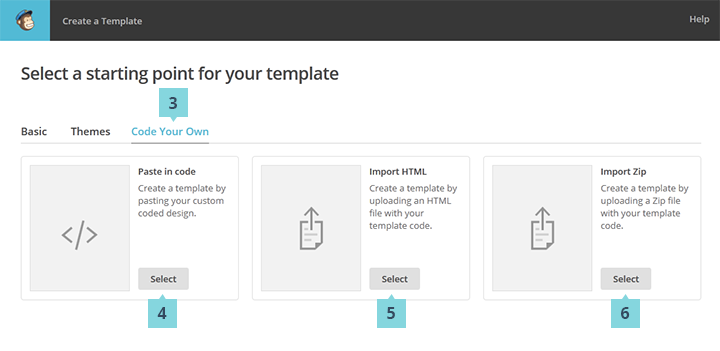 Create a Template
Help
Select a starting point for your template
3
Basic
Themes
Code Your Own
Paste in code
Create a template by
pasting your custom
coded design.
Select
4
Import HTML
Create a template by
uploading an HTML
file with your
template code.
Select
5
Import Zip
Create a template by
uploading a Zip file
with your template
code.
Select
6